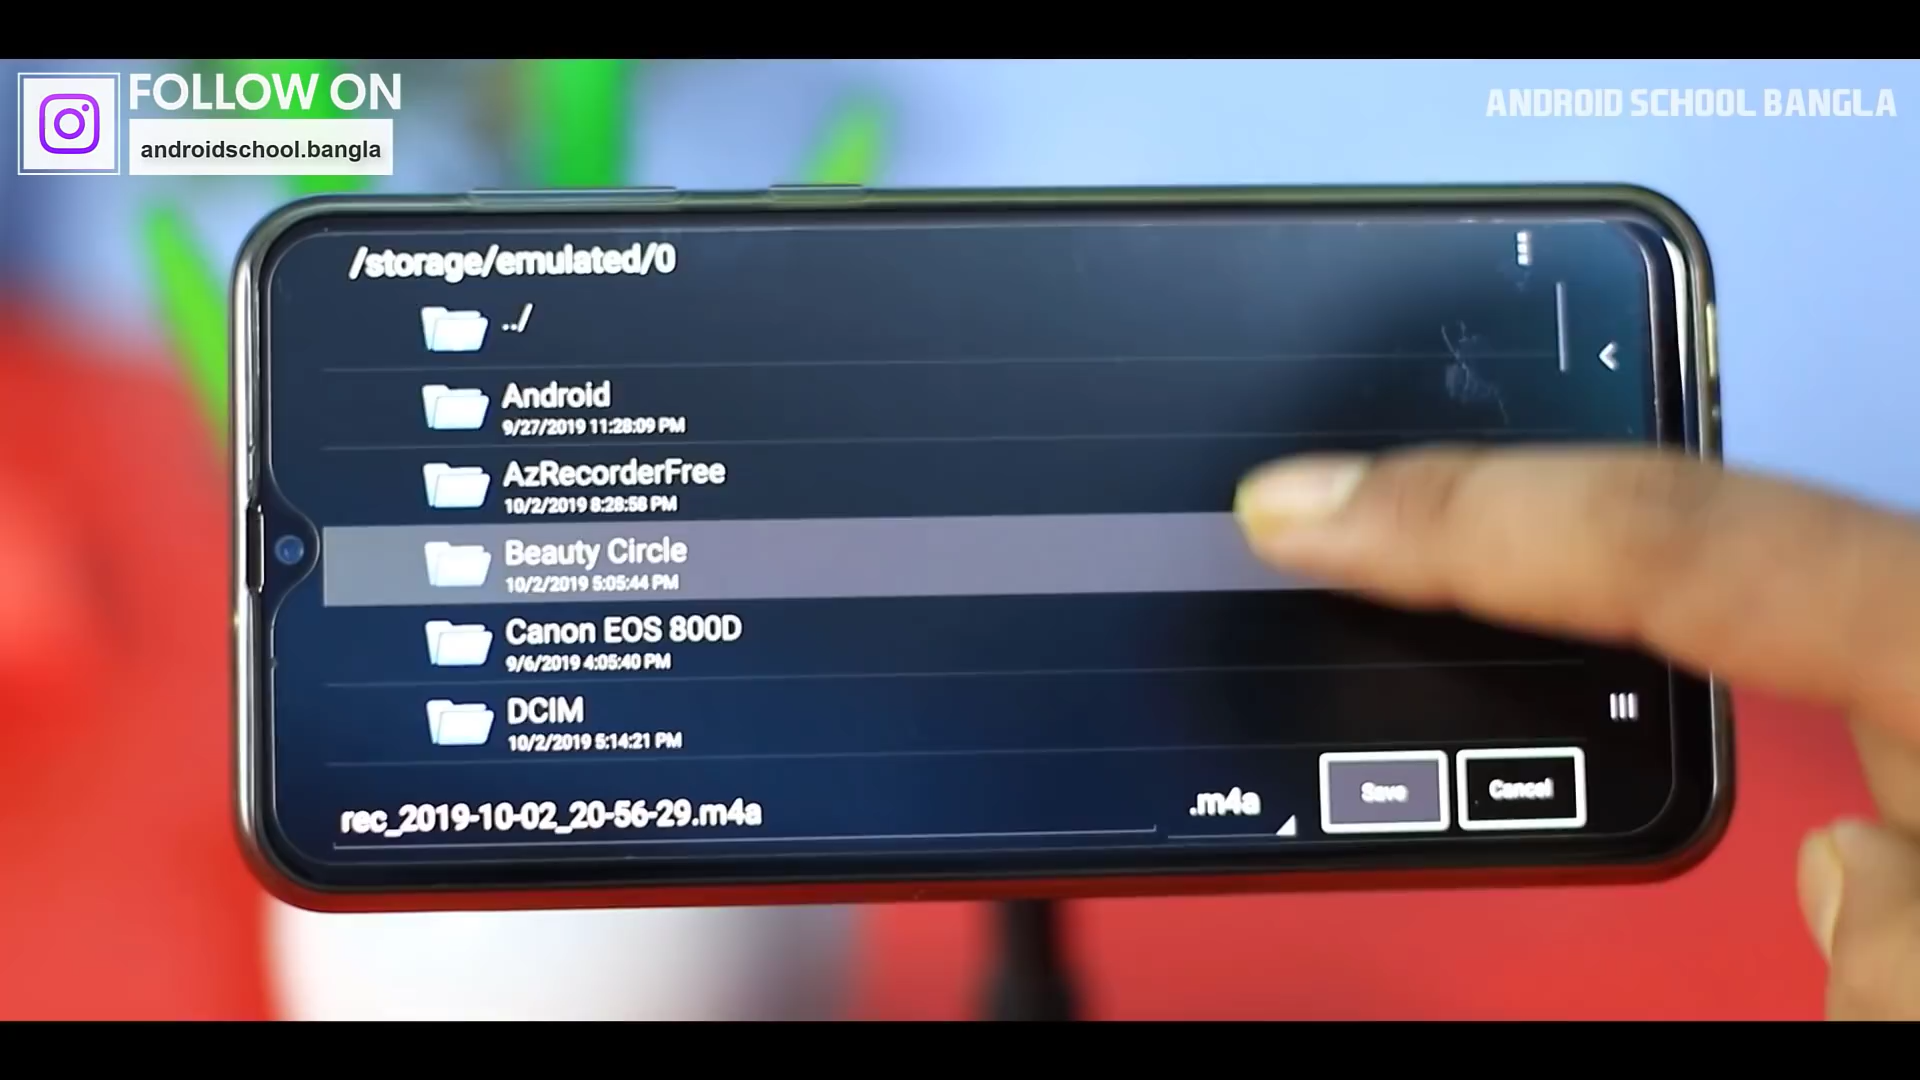 FOLLOW ON
androidschool.bangla
ANDROID SCHOOL BANGLA
/storage/emulated/0
../
Android
9/27/2019 11:28:09 PM
AzRecorderFree
10/2/2019 8:28:58 PM
Beauty Circle
10/2/2019 5:05:44 PM
Canon EOS 800D
9/6/2019 4:05:40 PM
DCIM
10/2/2019 5:14:21 PM
rec_2019-10-02_20-56-29.m4a
.m4a
Save
Cancel